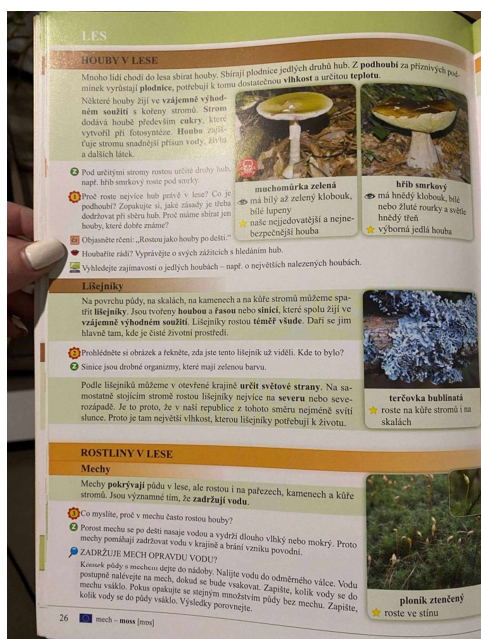 LES
HOUBY V LESE
Mnoho lidí chodí do lesa sbírat houby. Sbírají plodnice jedlých druhů hub. Z podhoubí za příznivých pod-
mínek vyrůstají plodnice, potřebují k tomu dostatečnou vlhkost a určitou teplotu.
Některé houby žijí ve vzájemně výhod-
ném soužití s kořeny stromů. Strom
dodává houbě především cukry, které
vytvořil při fotosyntéze. Houba zajiš-
ťuje stromu snadnější přísun vody, živin
a dalších látek.
Pod určitými stromy rostou určité druhy hub,
např. hřib smrkový roste pod smrky.
Proč roste nejvíce hub právě v lese? Co je
podhoubí? Zopakujte si, jaké zásady je třeba
dodržovat při sběru hub. Proč máme sbírat jen
houby, které dobře známe?
Objasněte rčení: „Rostou jako houby po dešti."
Houbaříte rádi? Vyprávějte o svých zážitcích s hledáním hub.
Vyhledejte zajímavosti o jedlých houbách – např. o největších nalezených houbách.
muchomůrka zelená
má bílý až zelený klobouk,
bílé lupeny
naše nejjedovatější a nejne-
bezpečnější houba
hřib smrkový
má hnědý klobouk, bílé
nebo žluté rourky a světle
hnědý třeň
výborná jedlá houba
Lišejníky
Na povrchu půdy, na skalách, na kamenech a na kůře stromů můžeme spa-
třit lišejníky. Jsou tvořeny houbou a řasou nebo sinicí, které spolu žijí ve
vzájemně výhodném soužití. Lišejníky rostou téměř všude. Daří se jim
hlavně tam, kde je čisté životní prostředí.
Prohlédněte si obrázek a řekněte, zda jste tento lišejník už viděli. Kde to bylo?
Sinice jsou drobné organizmy, které mají zelenou barvu.
Podle lišejníků můžeme v otevřené krajině určit světové strany. Na sa-
mostatně stojícím stromě rostou lišejníky nejvíce na severu nebo seve-
rozápadě. Je to proto, že v naší republice z tohoto směru nejméně svítí
slunce. Proto je tam největší vlhkost, kterou lišejníky potřebují k životu.
terčovka bublinatá
roste na kůře stromů i na
skalách
ROSTLINY V LESE
Mechy
Mechy pokrývají půdu v lese, ale rostou i na pařezech, kamenech a kůře
stromů. Jsou významné tím, že zadržují vodu.
Co myslíte, proč v mechu často rostou houby?
Porost mechu se po dešti nasaje vodou a vydrží dlouho vlhký nebo mokrý. Proto
mechy pomáhají zadržovat vodu v krajině a brání vzniku povodní.
ZADRŽUJE MECH OPRAVDU VODU?
Kousek půdy s mechem dejte do nádoby. Nalijte vodu do odměrného válce. Vodu
postupně nalévejte na mech, dokud se bude vsakovat. Zapište, kolik vody se do
mechu vsáklo. Pokus opakujte se stejným množstvím půdy bez mechu. Zapište,
kolik vody se do půdy vsáklo. Výsledky porovnejte.
ploník ztenčený
roste ve stínu
26 mech – moss [mɒs]